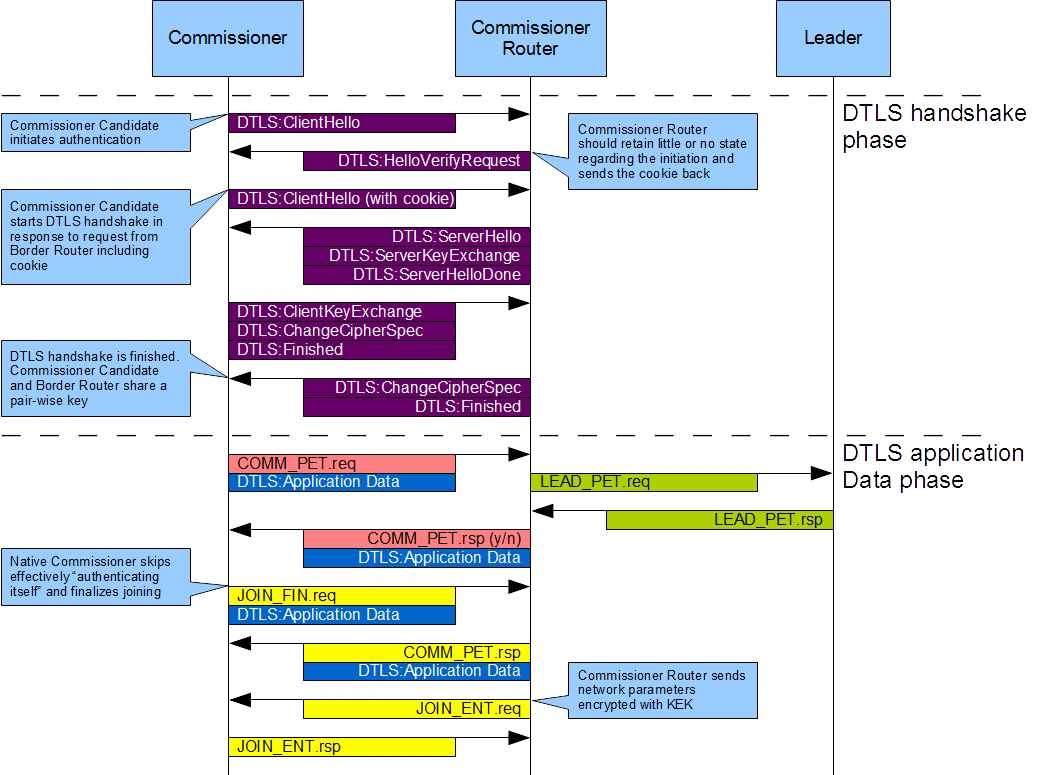 Commissioner
Commissioner
Router
Leader
DTLS handshake
phase
Commissioner Candidate
initiates authentication
DTLS:ClientHello
Commissioner Router
should retain little or no state
regarding the initiation and
sends the cookie back
DTLS:HelloVerifyRequest
Commissioner Candidate
starts DTLS handshake in
response to request from
Border Router including
cookie
DTLS:ClientHello (with cookie)
DTLS:ServerHello
DTLS:ServerKeyExchange
DTLS:ServerHelloDone
DTLS:ClientKeyExchange
DTLS:ChangeCipherSpec
DTLS:Finished
DTLS handshake is finished.
Commissioner Candidate
and Border Router share a
pair-wise key
DTLS:ChangeCipherSpec
DTLS:Finished
DTLS application
Data phase
COMM_PET.req
DTLS:Application Data
LEAD_PET.req
LEAD_PET.rsp
COMM_PET.rsp (y/n)
DTLS:Application Data
Native Commissioner skips
effectively “authenticating
itself” and finalizes joining
JOIN_FIN.req
DTLS:Application Data
COMM_PET.rsp
DTLS:Application Data
Commissioner Router sends
network parameters
encrypted with KEK
JOIN_ENT.req
JOIN_ENT.rsp